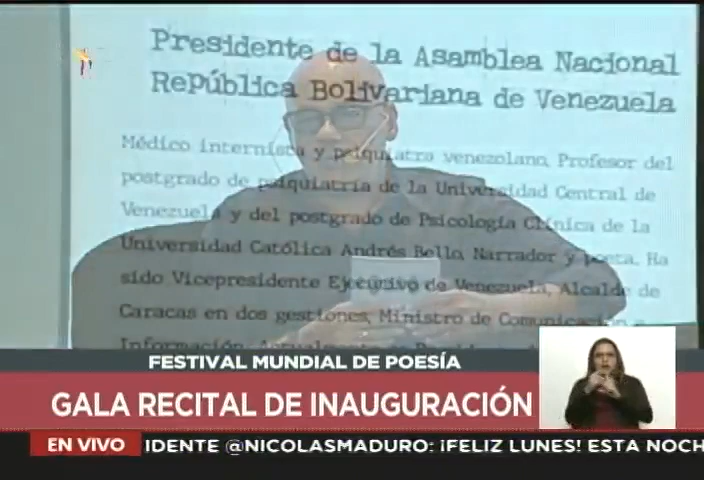 Presidente de la Asamblea Nacional
República Bolivariana de Venezuela
Médico internista y psiquiatra venezolano, Profesor del
postgrado de psiquiatría de la Universidad Central de
Venezuela y del postgrado de Psicología Clínica de la
Universidad Católica Andrés Bello, Narrador y poeta. Ha
sido Vicepresidente Ejecutivo de Venezuela, Alcalde de
Caracas en dos gestiones, Ministro de Comunicación e
Información.
FESTIVAL MUNDIAL DE POESÍA
GALA RECITAL DE INAUGURACIÓN
EN VIVO IDENTE @NICOLASMADURO: ¡FELIZ LUNES! ESTA NOCH